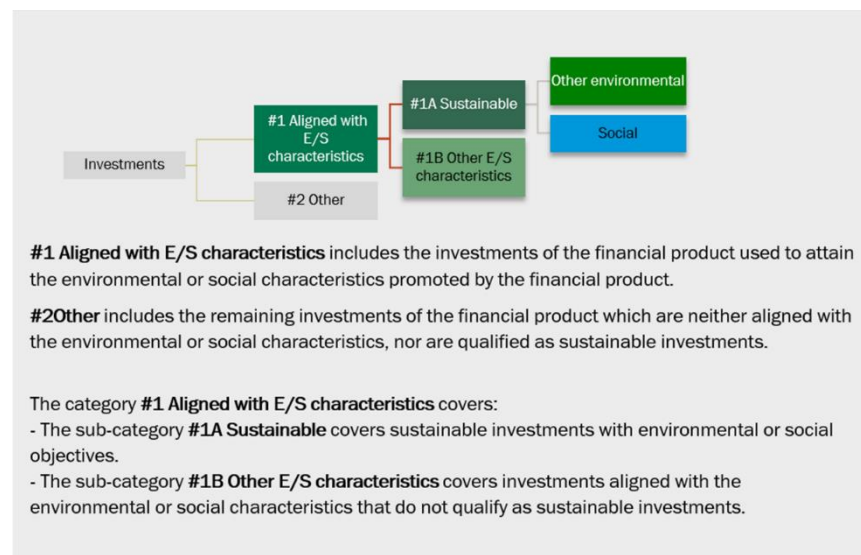 Other environmental
#1A Sustainable
#1 Aligned with
E/S
characteristics
Social
#1B Other E/S
characteristics
Investments
#2 Other
#1 Aligned with E/S characteristics includes the investments of the financial product used to attain
the environmental or social characteristics promoted by the financial product.
#2Other includes the remaining investments of the financial product which are neither aligned with
the environmental or social characteristics, nor are qualified as sustainable investments.
The category #1 Aligned with E/S characteristics covers:
- The sub-category #1A Sustainable covers sustainable investments with environmental or social
objectives.
- The sub-category #1B Other E/S characteristics covers investments aligned with the
environmental or social characteristics that do not qualify as sustainable investments.